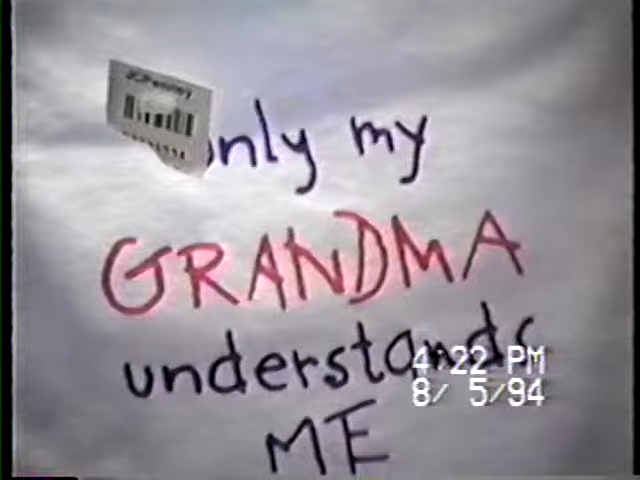 JCPenney
only my
GRANDMA
understands
ME
4:22 PM
8/ 5/94